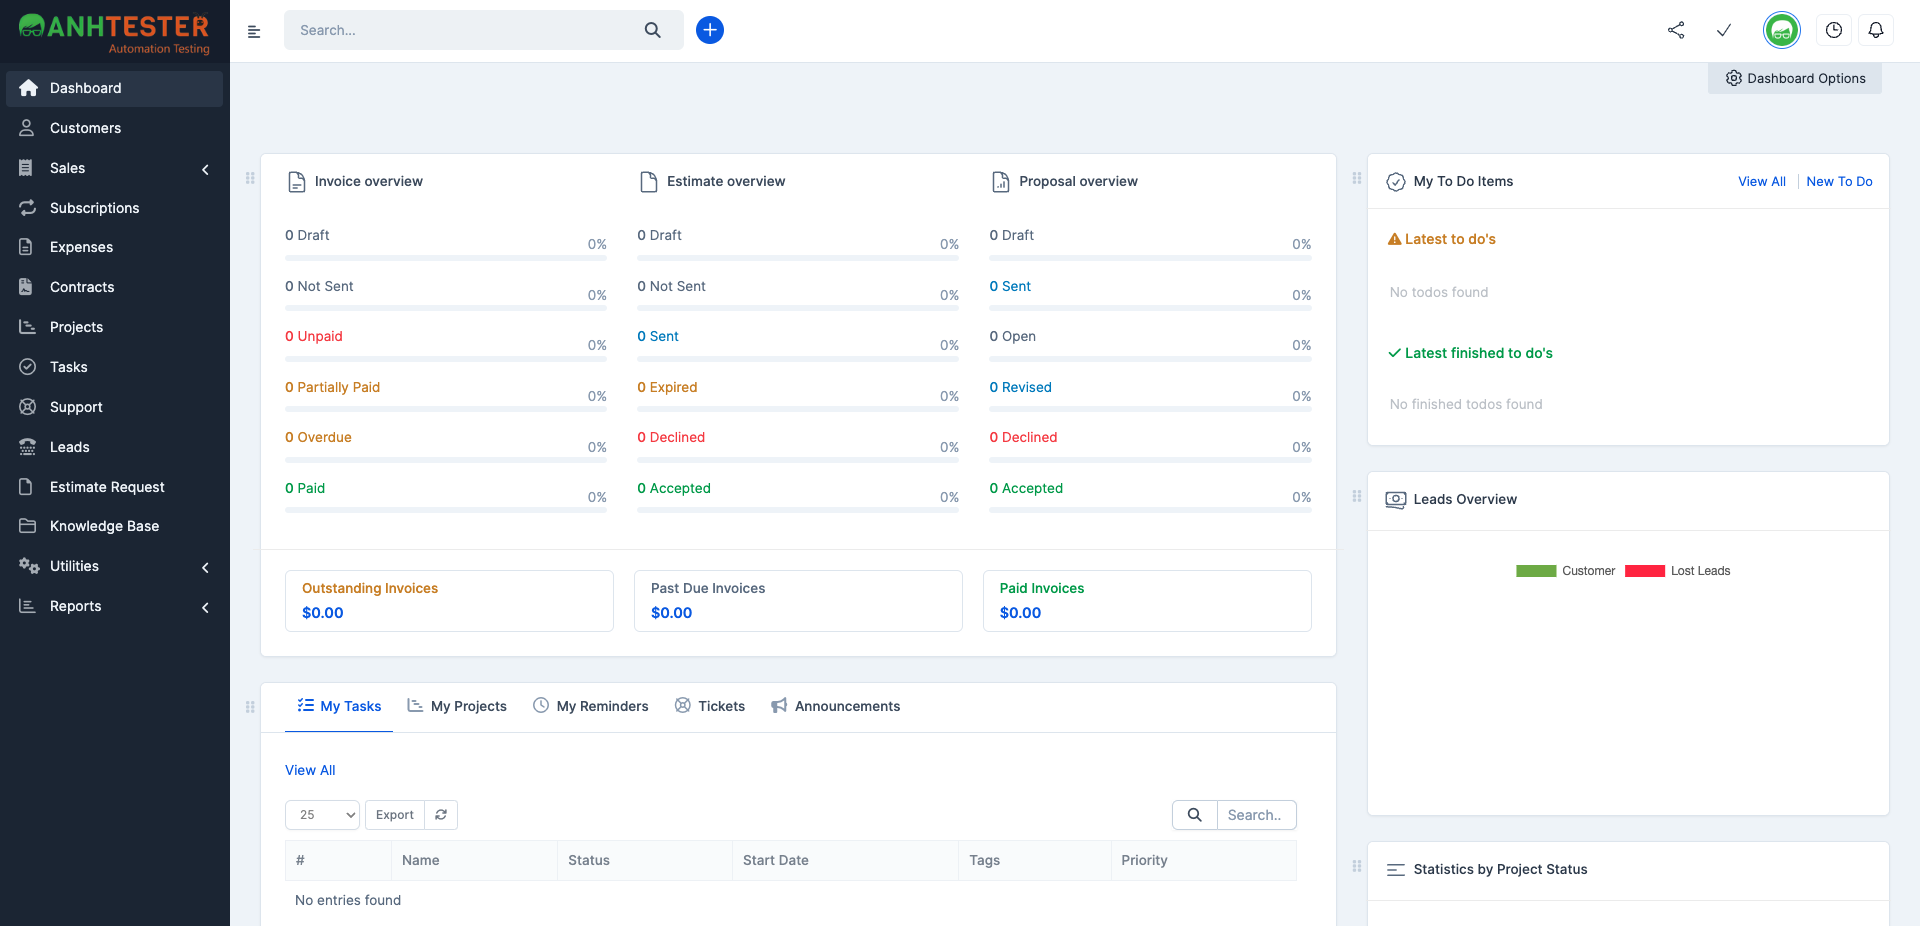 ANHTESTER
Automation Testing
Search...
Dashboard Options
Dashboard
Customers
Sales
Subscriptions
Expenses
Contracts
Projects
Tasks
Support
Leads
Estimate Request
Knowledge Base
Utilities
Reports
Invoice overview
0 Draft 0%
0 Not Sent 0%
0 Unpaid 0%
0 Partially Paid 0%
0 Overdue 0%
0 Paid 0%
Estimate overview
0 Draft 0%
0 Not Sent 0%
0 Sent 0%
0 Expired 0%
0 Declined 0%
0 Accepted 0%
Proposal overview
0 Draft 0%
0 Sent 0%
0 Open 0%
0 Revised 0%
0 Declined 0%
0 Accepted 0%
Outstanding Invoices
$0.00
Past Due Invoices
$0.00
Paid Invoices
$0.00
My Tasks My Projects My Reminders Tickets Announcements
View All
25 Export Search..
# Name Status Start Date Tags Priority
No entries found
My To Do Items View All New To Do
Latest to do's
No todos found
Latest finished to do's
No finished todos found
Leads Overview
Customer Lost Leads
Statistics by Project Status